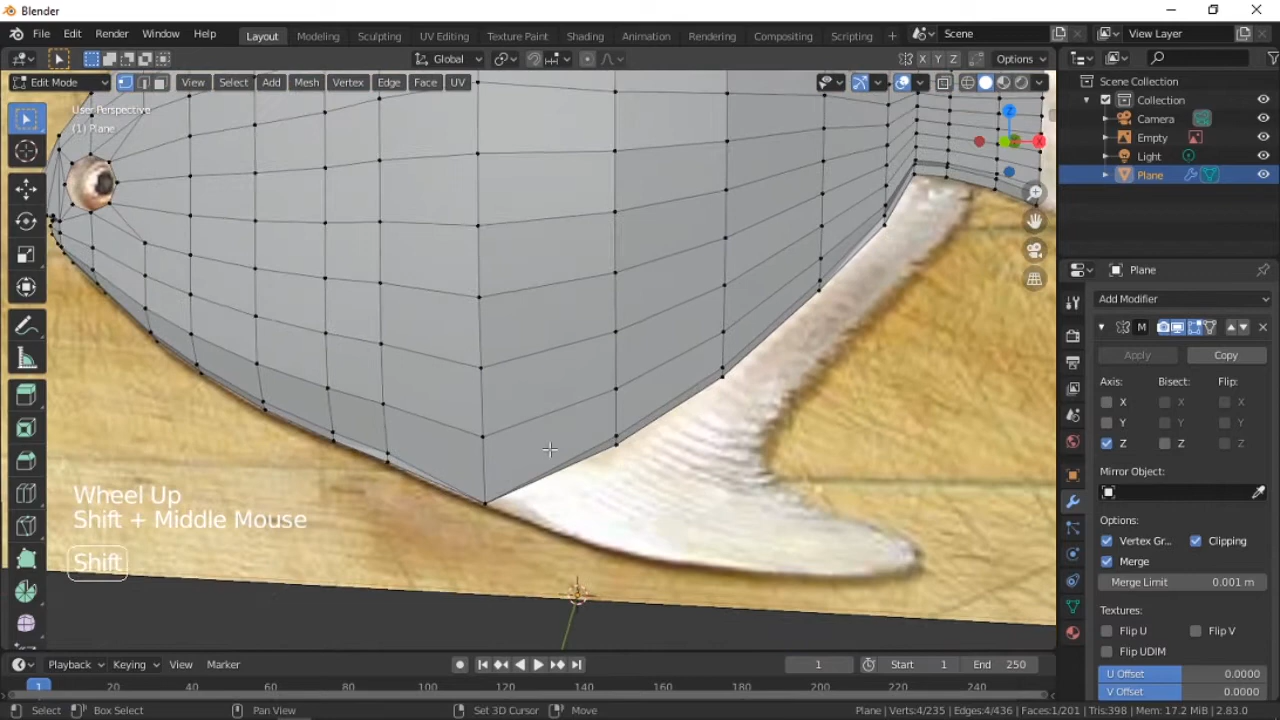 Blender
File Edit Render Window Help Layout Modeling Sculpting UV Editing Texture Paint Shading Animation Rendering Compositing Scripting + Scene View Layer
Global X Y Z Options
Edit Mode View Select Add Mesh Vertex Edge Face UV
User Perspective
(1) Plane
Scene Collection
Collection
Camera
Empty
Light
Plane
X
Plane
Add Modifier
M
Apply Copy
Axis: Bisect: Flip:
X X X
Y Y Y
Z Z Z
Mirror Object:
Options:
Vertex Gr... Clipping
Merge
Merge Limit 0.001 m
Textures:
Flip U Flip V
Flip UDIM
U Offset 0.0000
V Offset 0.0000
Wheel Up
Shift + Middle Mouse
Shift
Playback Keying View Marker 1 Start 1 End 250
1 20 40 60 80 100 120 140 160 180 200 220 240
Select Box Select Pan View Set 3D Cursor Move Plane | Verts:4/235 | Edges:4/436 | Faces:1/201 | Tris:398 | Mem: 17.2 MiB | 2.83.0